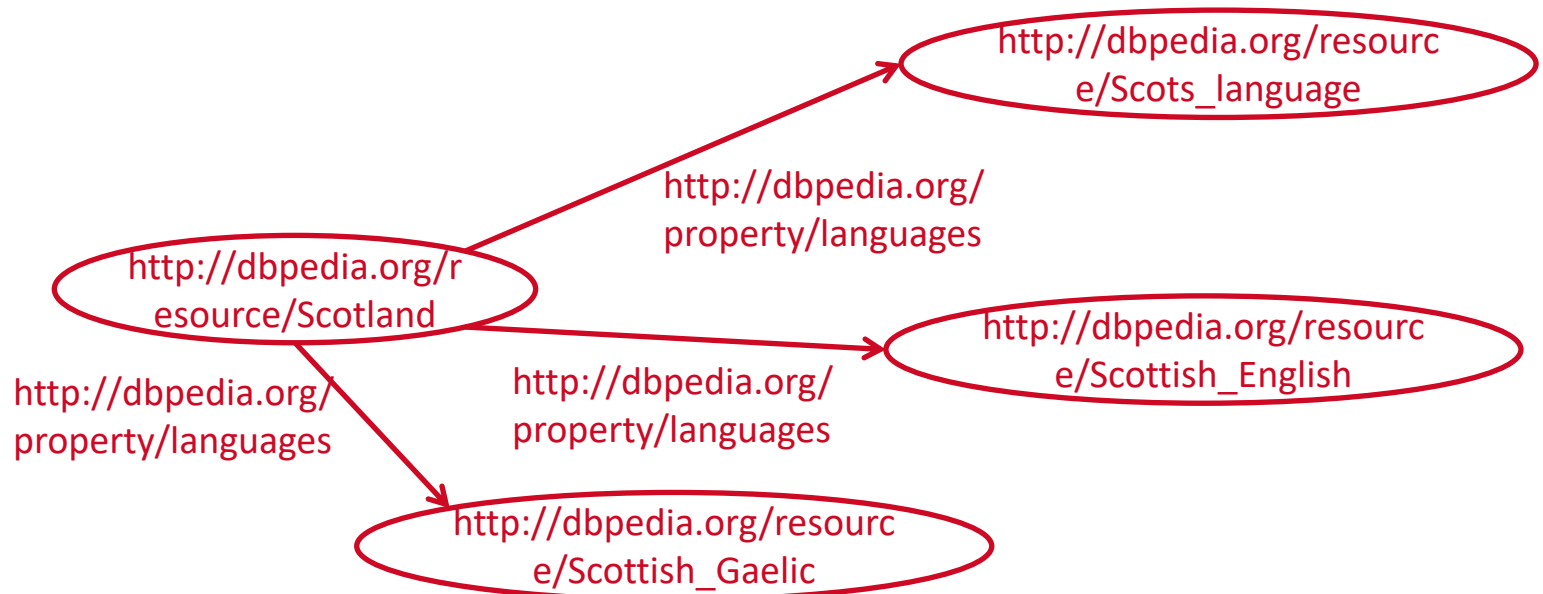 http://dbpedia.org/resourc
e/Scots_language
http://dbpedia.org/
property/languages
http://dbpedia.org/r
esource/Scotland
http://dbpedia.org/resourc
e/Scottish_English
http://dbpedia.org/
property/languages
http://dbpedia.org/
property/languages
http://dbpedia.org/resourc
e/Scottish_Gaelic